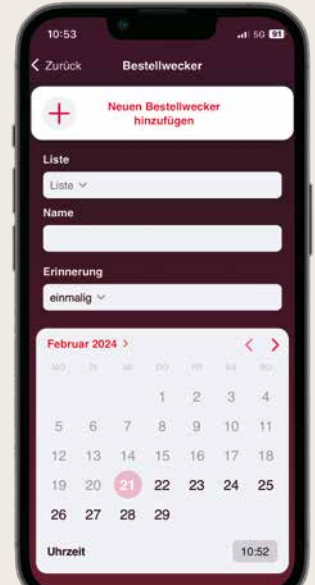 10:53 5G 91
Zurück Bestellwecker
Neuen Bestellwecker
hinzufügen
Liste
Liste
Name
Erinnerung
einmalig
Februar 2024
MO DI MI DO FR SA SO
1 2 3 4
5 6 7 8 9 10 11
12 13 14 15 16 17 18
19 20 21 22 23 24 25
26 27 28 29
Uhrzeit 10:52